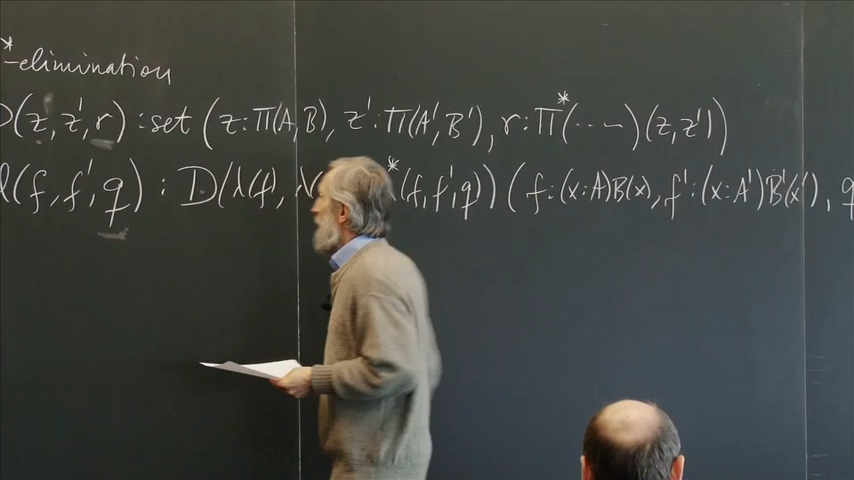 *-elimination
D(z, z', r) : set (z : Π(A, B), z' : Π(A', B'), r : Π*(⋯)(z, z'))
d(f, f', q) : D(λ(f), λ *(f, f', q)) (f : (x : A)B(x), f' : (x : A')B'(x'), q